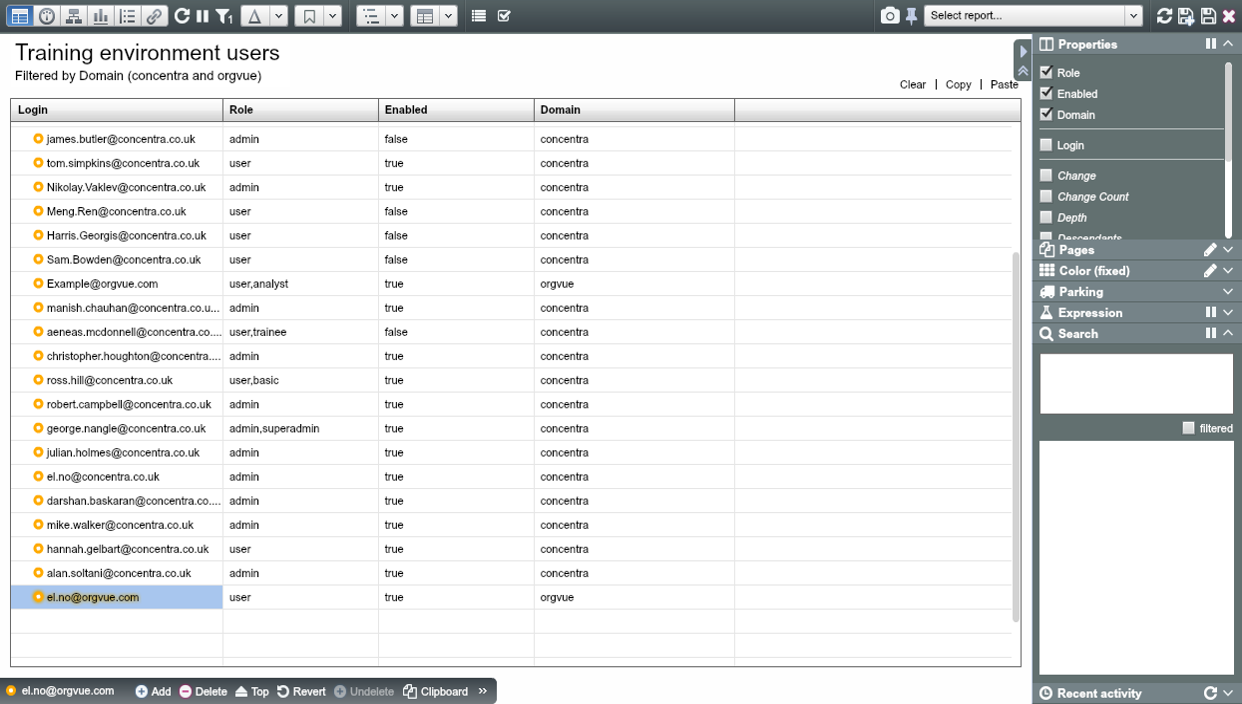 Select report...
Training environment users
Filtered by Domain (concentra and orgvue)
Clear | Copy | Paste
Login Role Enabled Domain
james.butler@concentra.co.uk admin false concentra
tom.simpkins@concentra.co.uk user true concentra
Nikolay.Vaklev@concentra.co.uk admin true concentra
Meng.Ren@concentra.co.uk user false concentra
Harris.Georgis@concentra.co.uk user false concentra
Sam.Bowden@concentra.co.uk user false concentra
Example@orgvue.com user,analyst true orgvue
manish.chauhan@concentra.co.u... admin true concentra
aeneas.mcdonnell@concentra.co.... user,trainee false concentra
christopher.houghton@concentra.... admin true concentra
ross.hill@concentra.co.uk user,basic true concentra
robert.campbell@concentra.co.uk admin true concentra
george.nangle@concentra.co.uk admin,superadmin true concentra
julian.holmes@concentra.co.uk admin true concentra
el.no@concentra.co.uk admin true concentra
darshan.baskaran@concentra.co.... admin true concentra
mike.walker@concentra.co.uk admin true concentra
hannah.gelbart@concentra.co.uk user true concentra
alan.soltani@concentra.co.uk admin true concentra
el.no@orgvue.com user true orgvue
el.no@orgvue.com Add Delete Top Revert Undelete Clipboard »
Properties
Role
Enabled
Domain
Login
Change
Change Count
Depth
Descendants
Pages
Color (fixed)
Parking
Expression
Search
filtered
Recent activity